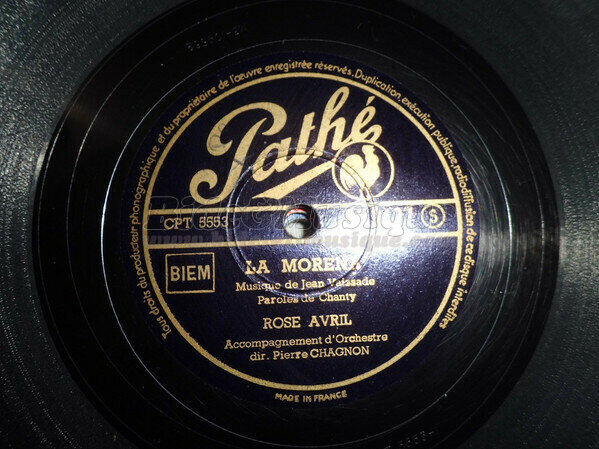 Tous droits du producteur phonographique et du propriétaire de l'œuvre enregistrée réservés. Duplication, exécution publique, radiodiffusion de ce disque interdites
Pathé
CPT 5553
S
BIEM
LA MORENA
Musique de Jean Vaissade
Paroles de Chanty
ROSE AVRIL
Accompagnement d'Orchestre
dir. Pierre CHAGNON
MADE IN FRANCE